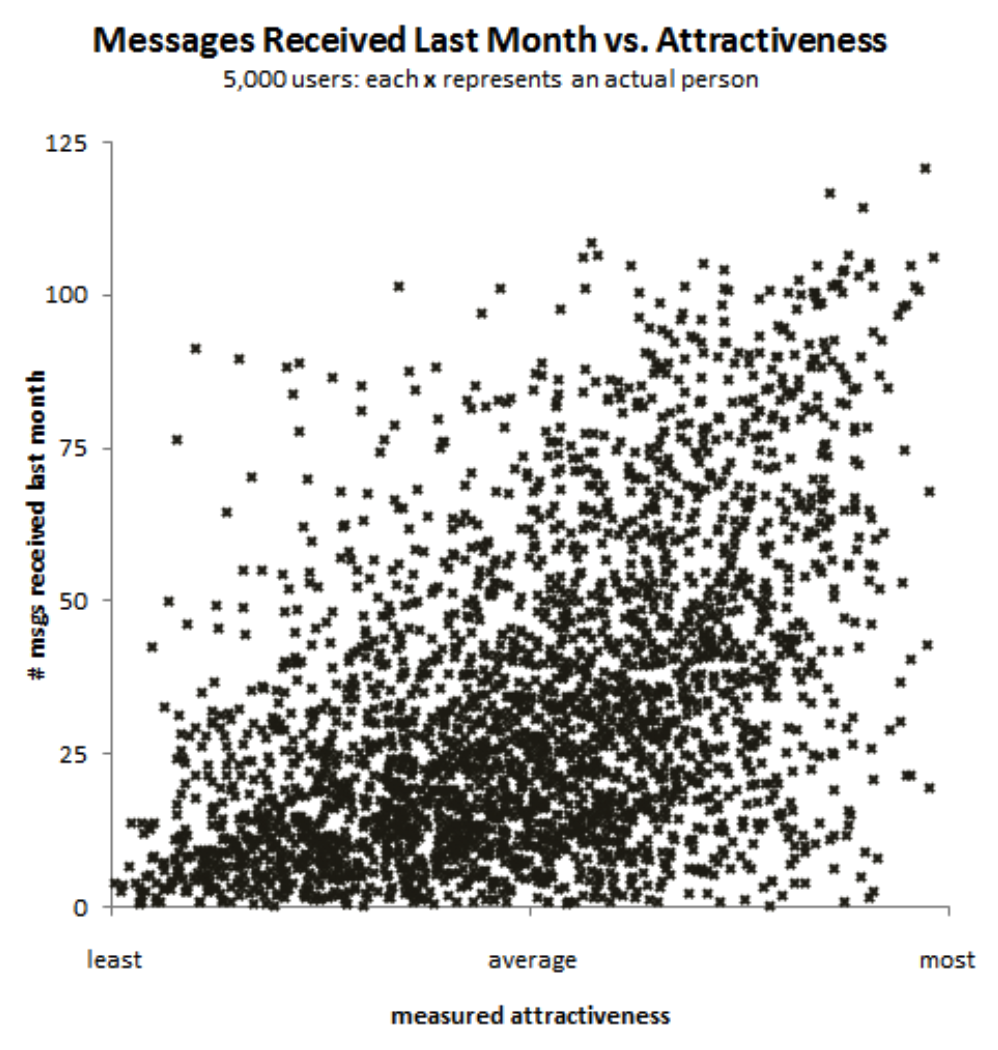 Messages Received Last Month vs. Attractiveness
5,000 users: each x represents an actual person
125
100
75
50
25
0
# msgs received last month
least average most
measured attractiveness